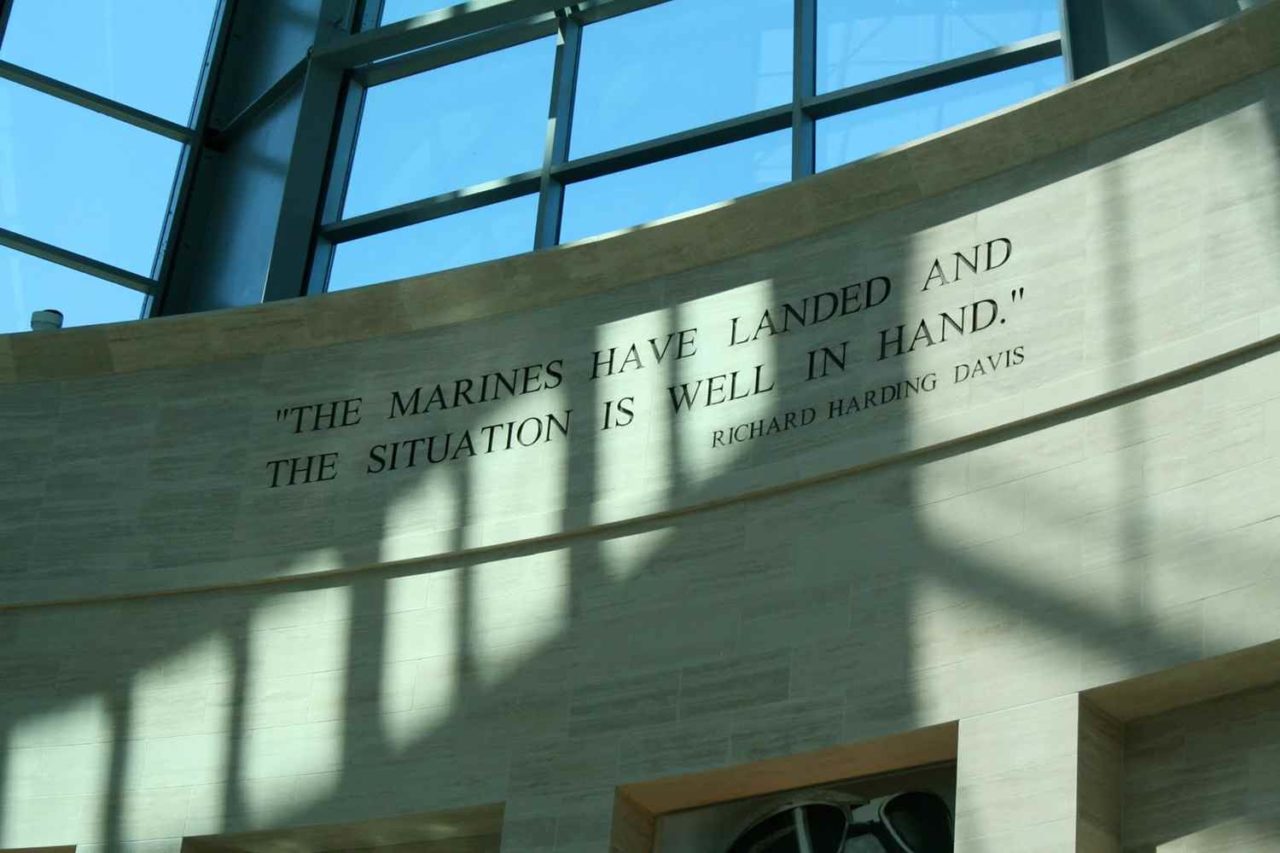 "THE MARINES HAVE LANDED AND
THE SITUATION IS WELL IN HAND."
RICHARD HARDING DAVIS